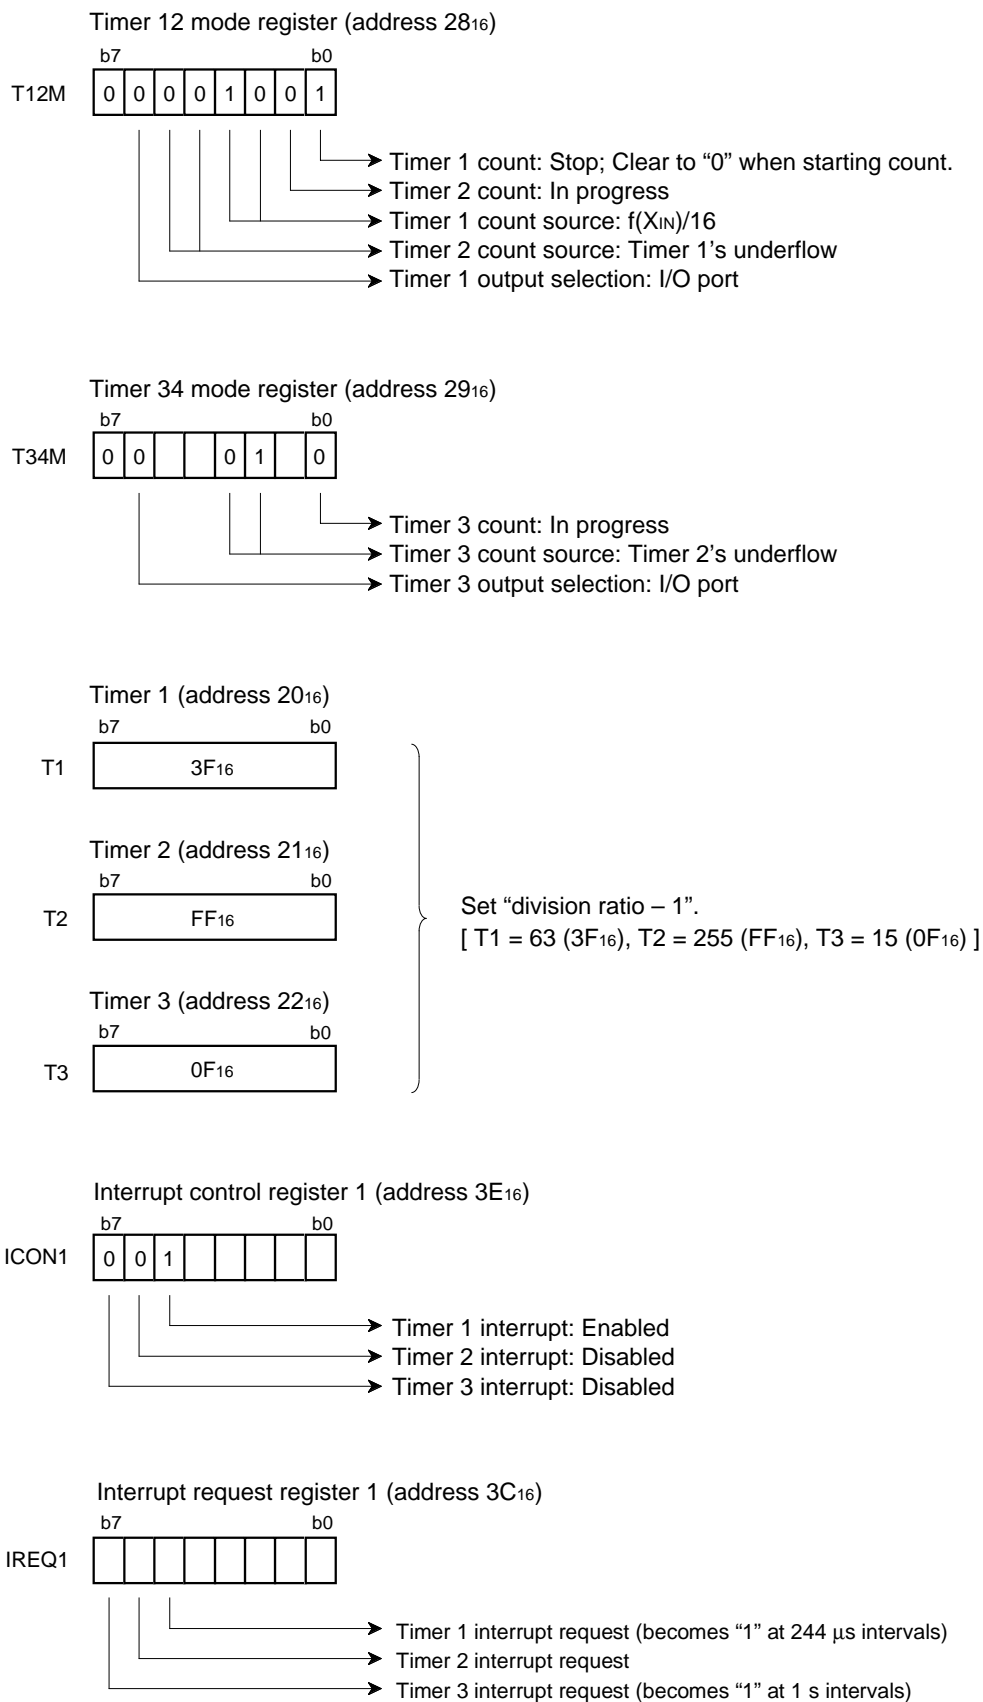 Timer 12 mode register (address 2816)
b7 b0
T12M 0 0 0 0 1 0 0 1
Timer 1 count: Stop; Clear to “0” when starting count.
Timer 2 count: In progress
Timer 1 count source: f(XIN)/16
Timer 2 count source: Timer 1’s underflow
Timer 1 output selection: I/O port
Timer 34 mode register (address 2916)
b7 b0
T34M 0 0 0 1 0
Timer 3 count: In progress
Timer 3 count source: Timer 2’s underflow
Timer 3 output selection: I/O port
Timer 1 (address 2016)
b7 b0
T1 3F16
Timer 2 (address 2116)
b7 b0
T2 FF16
Set “division ratio – 1”.
[ T1 = 63 (3F16), T2 = 255 (FF16), T3 = 15 (0F16) ]
Timer 3 (address 2216)
b7 b0
T3 0F16
Interrupt control register 1 (address 3E16)
b7 b0
ICON1 0 0 1
Timer 1 interrupt: Enabled
Timer 2 interrupt: Disabled
Timer 3 interrupt: Disabled
Interrupt request register 1 (address 3C16)
b7 b0
IREQ1
Timer 1 interrupt request (becomes “1” at 244 μs intervals)
Timer 2 interrupt request
Timer 3 interrupt request (becomes “1” at 1 s intervals)